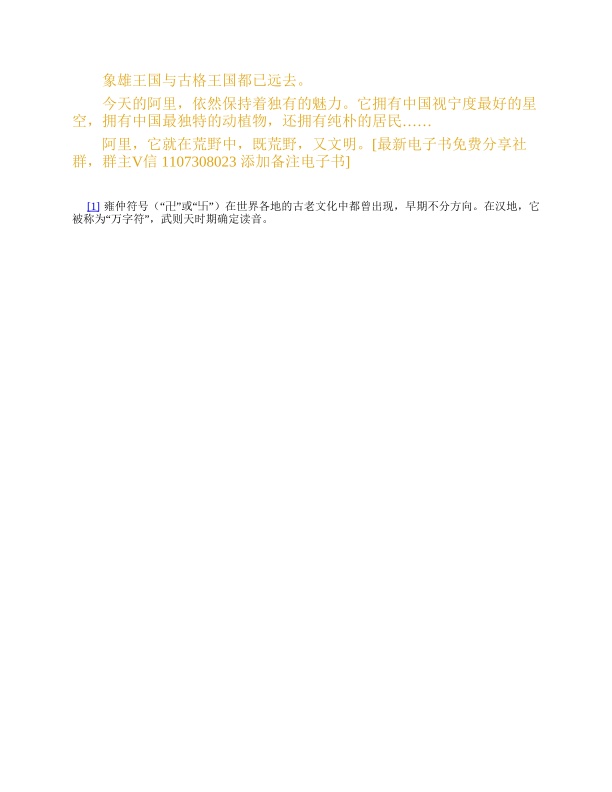 象雄王国与古格王国都已远去。
今天的阿里，依然保持着独有的魅力。它拥有中国视宁度最好的星
空，拥有中国最独特的动植物，还拥有纯朴的居民……
阿里，它就在荒野中，既荒野，又文明。[最新电子书免费分享社
群，群主V信 1107308023 添加备注电子书]
[1] 雍仲符号（“卍”或“卐”）在世界各地的古老文化中都曾出现，早期不分方向。在汉地，它
被称为“万字符”，武则天时期确定读音。